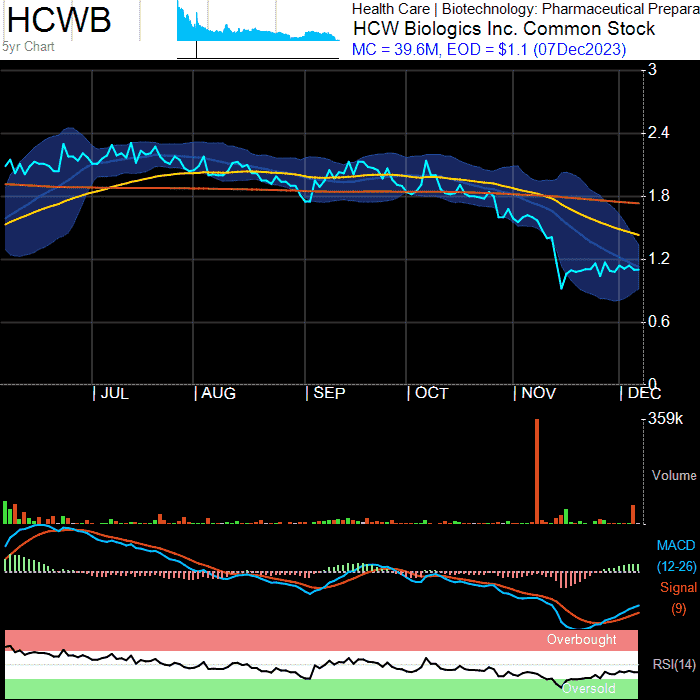 HCWB
5yr Chart
Health Care | Biotechnology: Pharmaceutical Prepara
HCW Biologics Inc. Common Stock
MC = 39.6M, EOD = $1.1 (07Dec2023)
3
2.4
1.8
1.2
0.6
0
| JUL | AUG | SEP | OCT | NOV | DEC
359k
Volume
MACD
(12-26)
Signal
(9)
Overbought
RSI(14)
Oversold